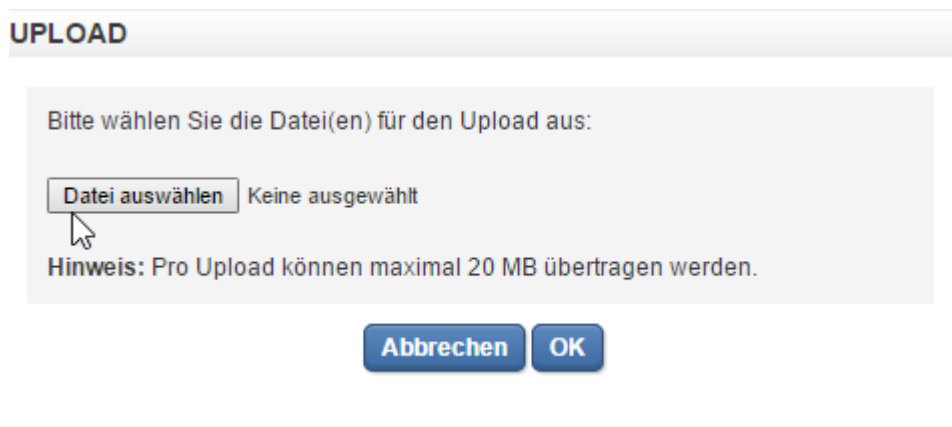 UPLOAD
Bitte wählen Sie die Datei(en) für den Upload aus:
Datei auswählen Keine ausgewählt
Hinweis: Pro Upload können maximal 20 MB übertragen werden.
Abbrechen OK